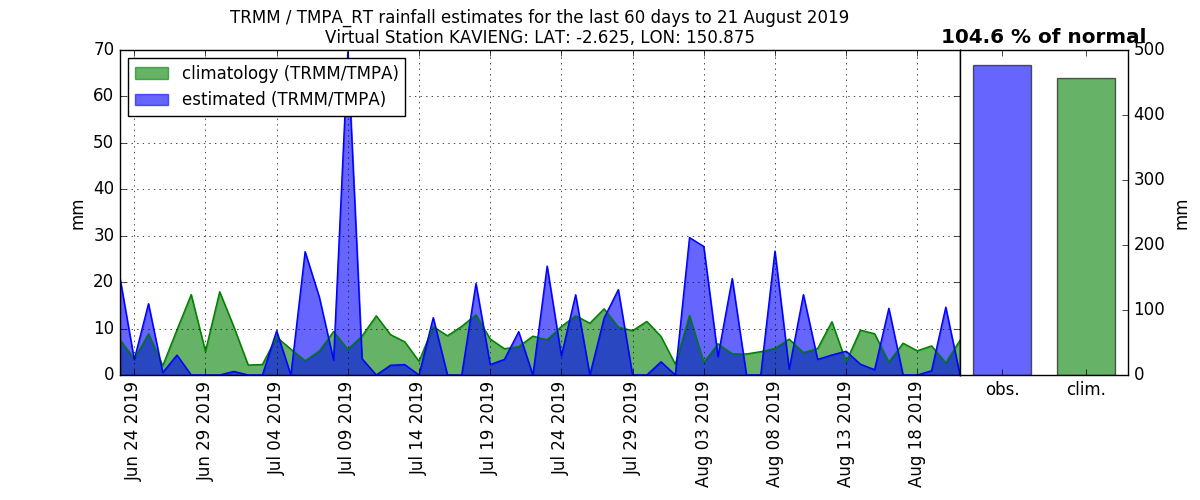 TRMM / TMPA_RT rainfall estimates for the last 60 days to 21 August 2019
Virtual Station KAVIENG: LAT: -2.625, LON: 150.875
104.6 % of normal
climatology (TRMM/TMPA)
estimated (TRMM/TMPA)
70
60
50
40
30
20
10
0
mm
Jun 24 2019
Jun 29 2019
Jul 04 2019
Jul 09 2019
Jul 14 2019
Jul 19 2019
Jul 24 2019
Jul 29 2019
Aug 03 2019
Aug 08 2019
Aug 13 2019
Aug 18 2019
500
400
300
200
100
0
mm
obs.
clim.